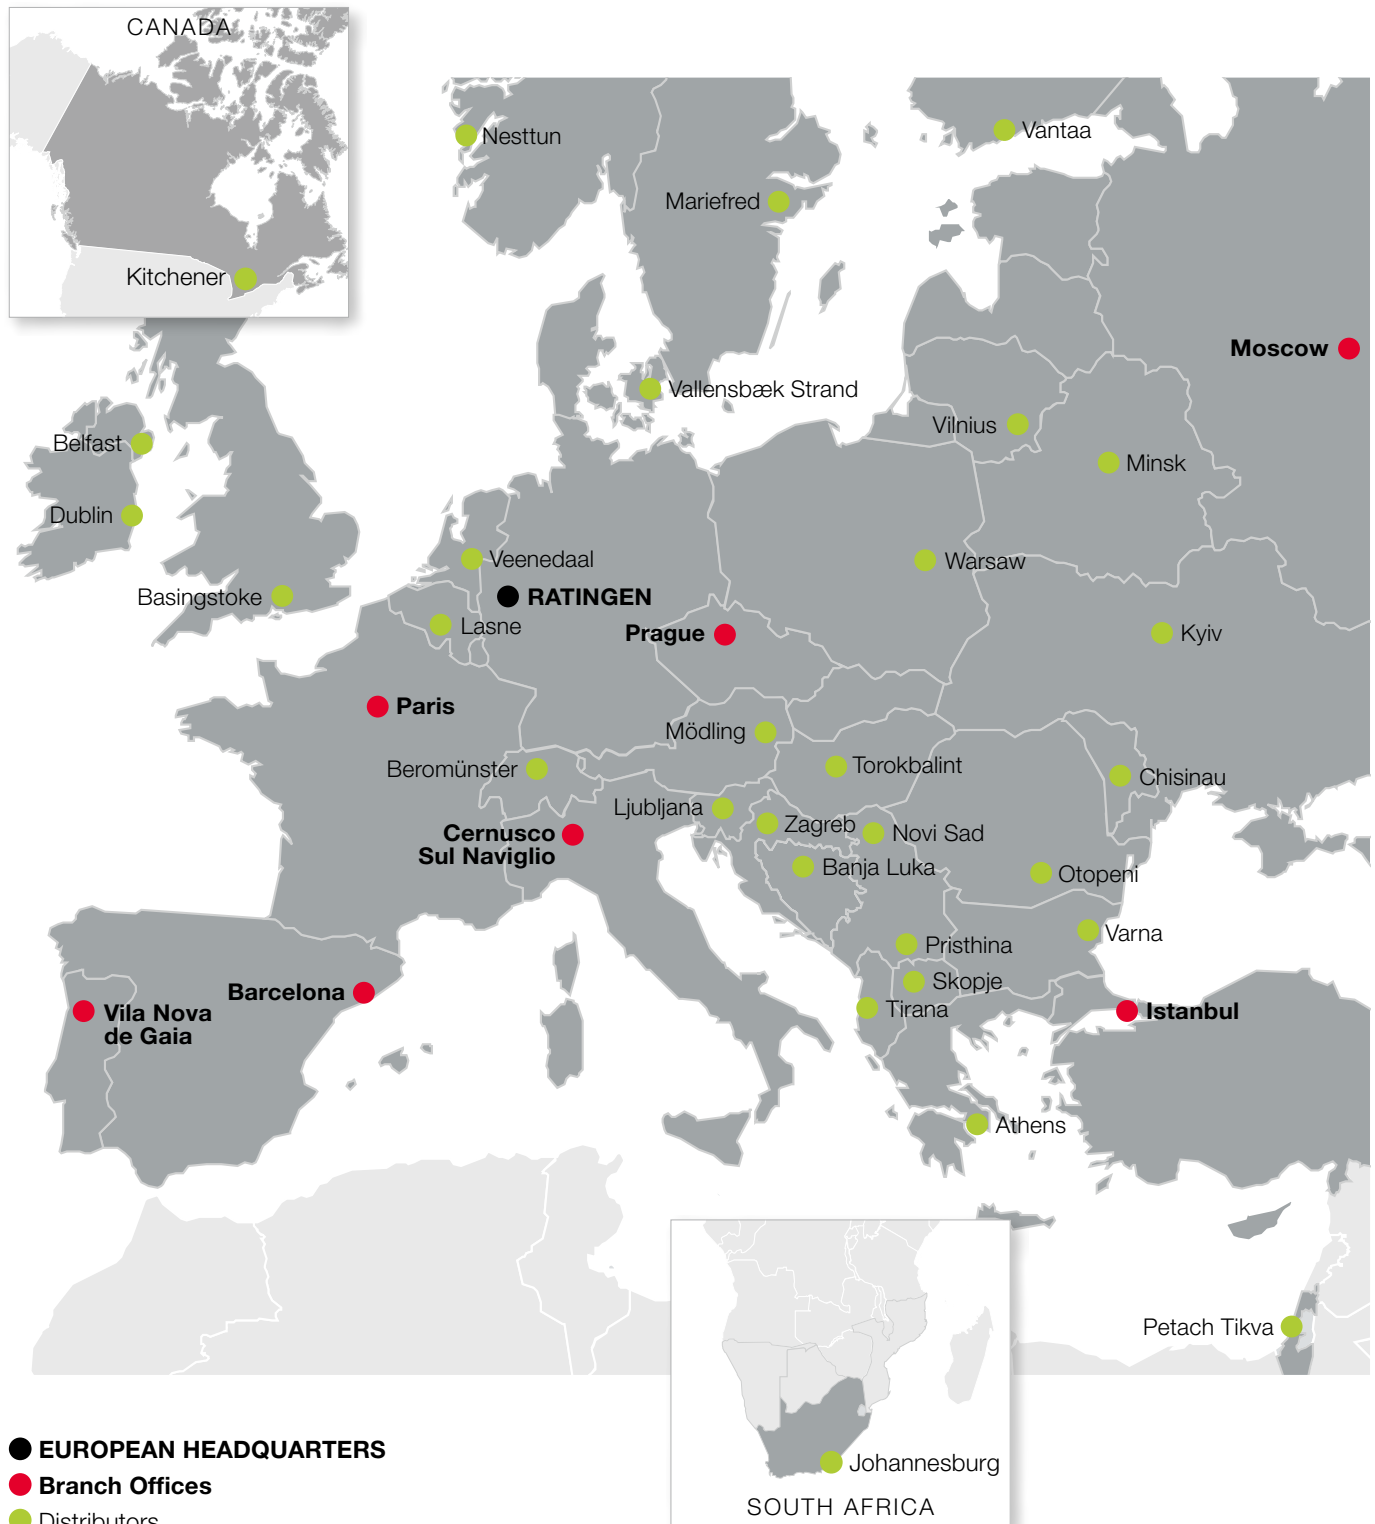 CANADA
Kitchener
Nesttun
Vantaa
Mariefred
Moscow
Vallensbæk Strand
Vilnius
Belfast
Minsk
Dublin
Veenedaal
Warsaw
Basingstoke
RATINGEN
Lasne
Prague
Kyiv
Paris
Mödling
Beromünster
Torokbalint
Chisinau
Ljubljana
Zagreb
Novi Sad
Cernusco
Sul Naviglio
Banja Luka
Otopeni
Varna
Pristhina
Skopje
Barcelona
Tirana
Vila Nova
de Gaia
Istanbul
Athens
Petach Tikva
Johannesburg
SOUTH AFRICA
EUROPEAN HEADQUARTERS
Branch Offices
Distributors